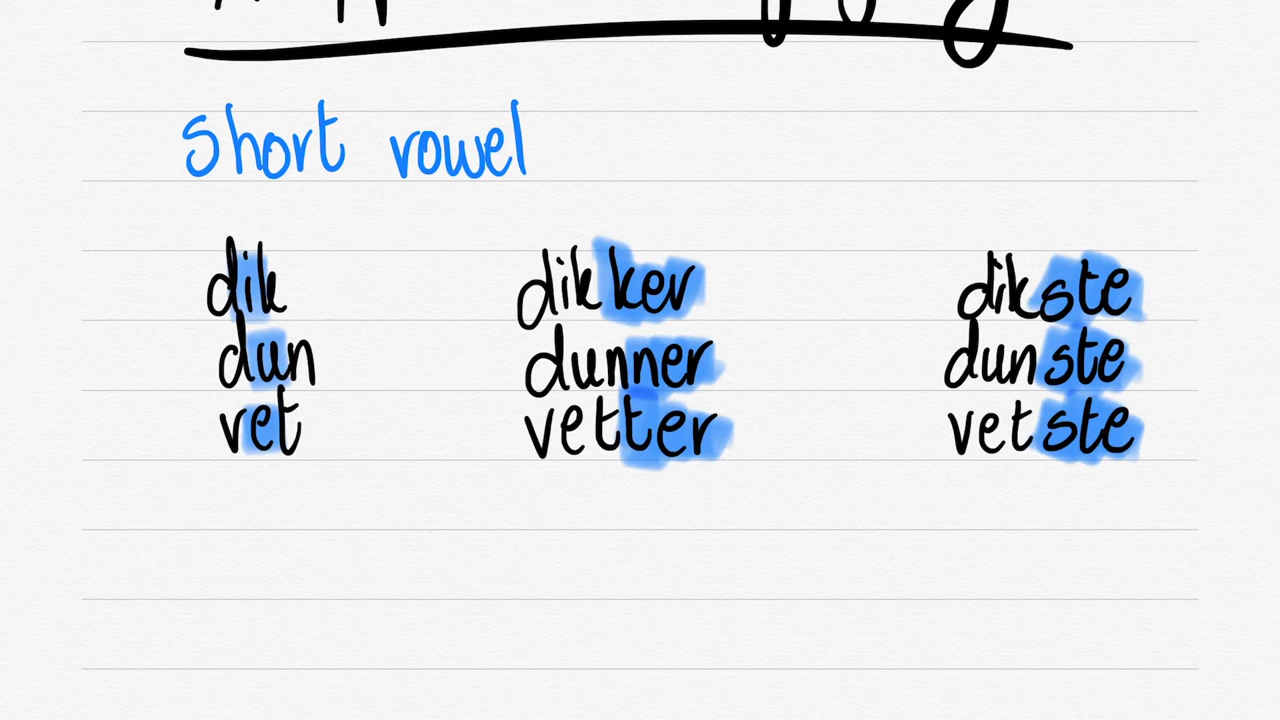 short vowel
dik dikker dikste
dun dunner dunste
vet vetter vetste